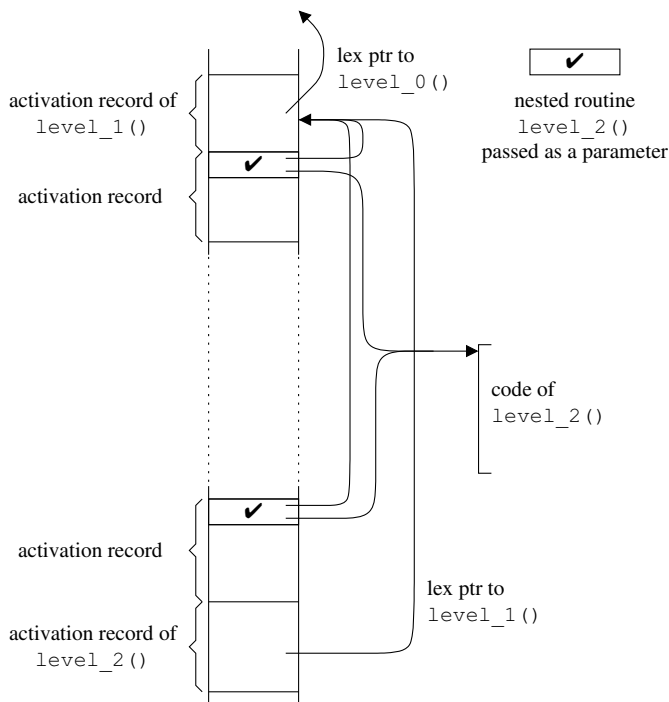 lex ptr to
level_0()
✔
nested routine
level_2()
passed as a parameter
activation record of
level_1()
✔
activation record
code of
level_2()
✔
activation record
lex ptr to
level_1()
activation record of
level_2()